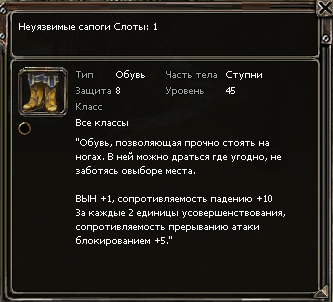 Неуязвимые сапоги Слоты: 1
Тип Обувь Часть тела Ступни
Защита 8 Уровень 45
Класс
Все классы
"Обувь, позволяющая прочно стоять на
ногах. В ней можно драться где угодно, не
заботясь овыборе места.
ВЫН +1, сопротивляемость падению +10
За каждые 2 единицы усовершенствования,
сопротивляемость прерыванию атаки
блокированием +5."